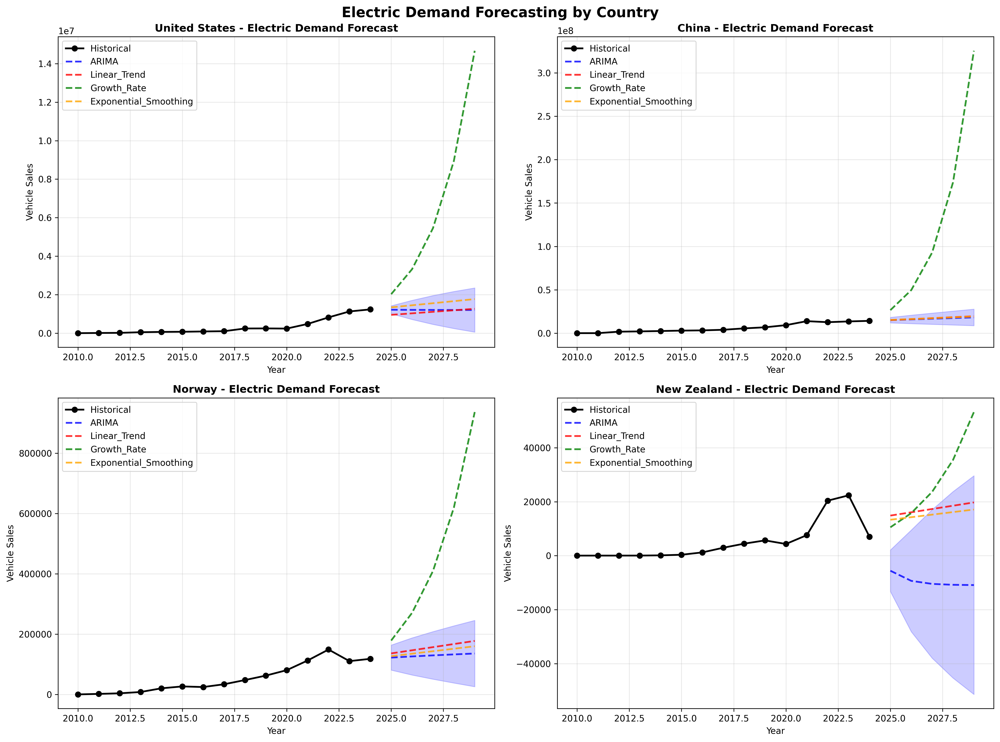 Electric Demand Forecasting by Country
United States - Electric Demand Forecast
1e7
Historical
ARIMA
Linear_Trend
Growth_Rate
Exponential_Smoothing
1.4
1.2
1.0
0.8
0.6
0.4
0.2
0.0
Vehicle Sales
2010.0 2012.5 2015.0 2017.5 2020.0 2022.5 2025.0 2027.5
Year
China - Electric Demand Forecast
1e8
Historical
ARIMA
Linear_Trend
Growth_Rate
Exponential_Smoothing
3.0
2.5
2.0
1.5
1.0
0.5
0.0
Vehicle Sales
2010.0 2012.5 2015.0 2017.5 2020.0 2022.5 2025.0 2027.5
Year
Norway - Electric Demand Forecast
Historical
ARIMA
Linear_Trend
Growth_Rate
Exponential_Smoothing
800000
600000
400000
200000
0
Vehicle Sales
2010.0 2012.5 2015.0 2017.5 2020.0 2022.5 2025.0 2027.5
Year
New Zealand - Electric Demand Forecast
Historical
ARIMA
Linear_Trend
Growth_Rate
Exponential_Smoothing
40000
20000
0
−20000
−40000
Vehicle Sales
2010.0 2012.5 2015.0 2017.5 2020.0 2022.5 2025.0 2027.5
Year